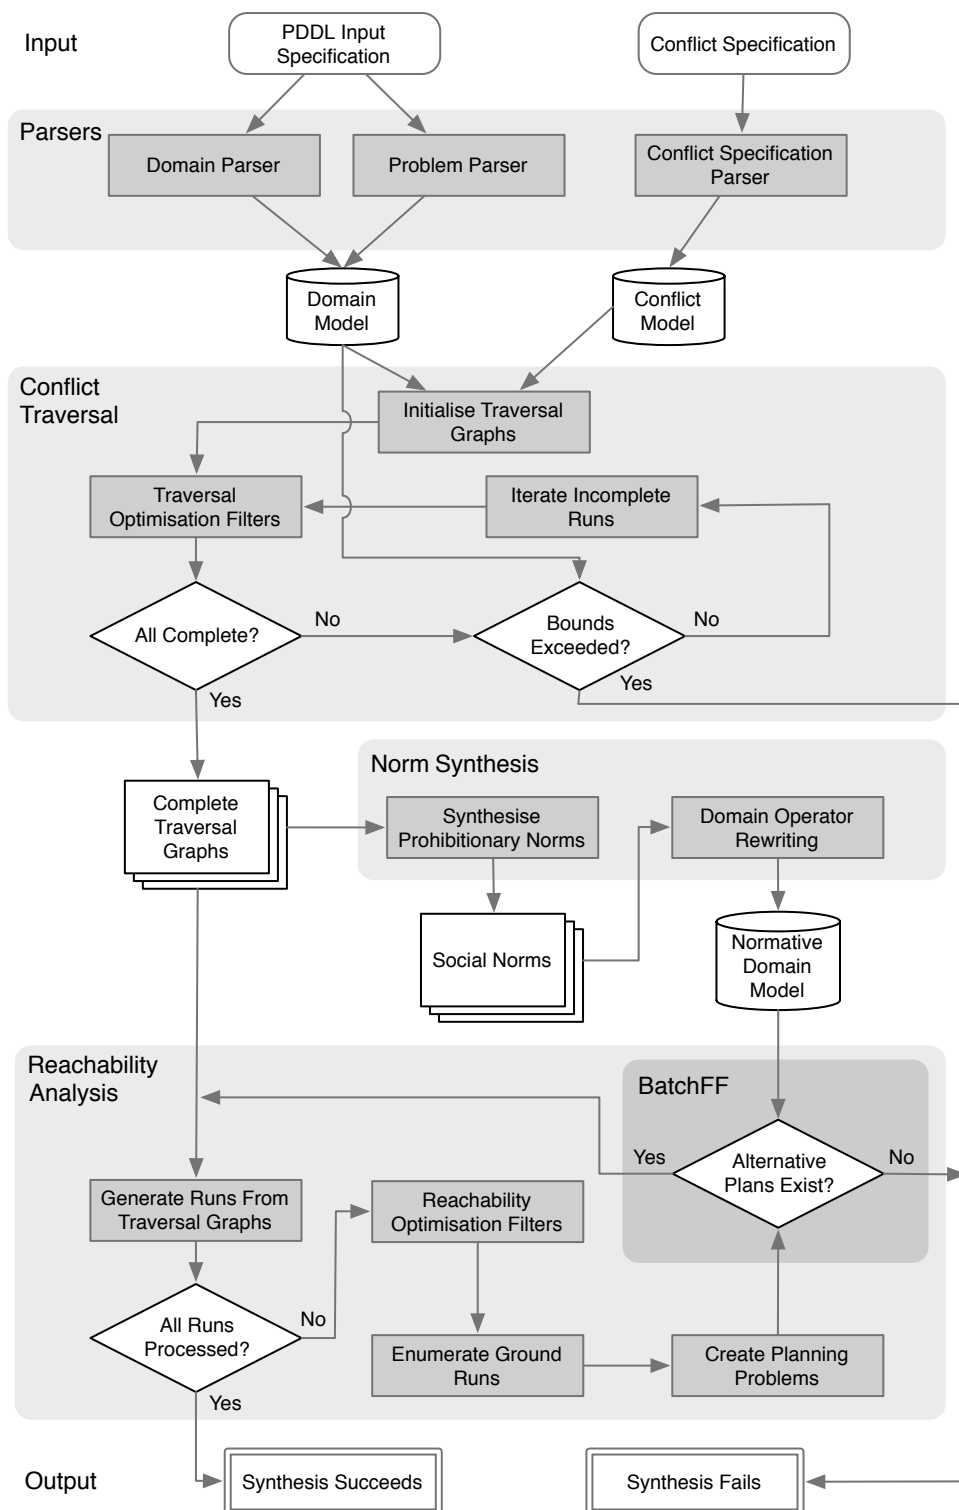 Input
PDDL Input
Specification
Conflict Specification
Parsers
Domain Parser
Problem Parser
Conflict Specification
Parser
Domain
Model
Conflict
Model
Conflict
Traversal
Initialise Traversal
Graphs
Traversal
Optimisation Filters
Iterate Incomplete
Runs
All Complete?
No
Bounds
Exceeded?
No
Yes
Yes
Norm Synthesis
Complete
Traversal
Graphs
Synthesise
Prohibitionary Norms
Domain Operator
Rewriting
Social Norms
Normative
Domain
Model
Reachability
Analysis
BatchFF
Yes
Alternative
Plans Exist?
No
Generate Runs From
Traversal Graphs
Reachability
Optimisation Filters
All Runs
Processed?
No
Yes
Enumerate Ground
Runs
Create Planning
Problems
Output
Synthesis Succeeds
Synthesis Fails